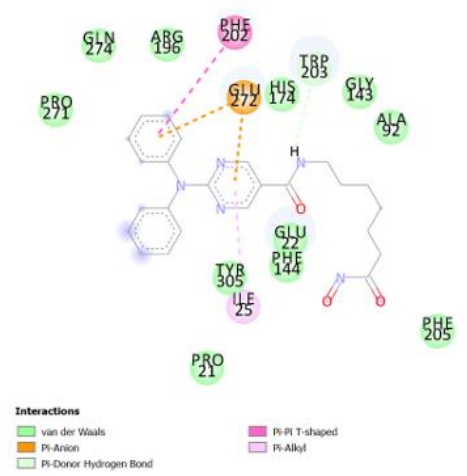 PHE
202
GLN
274
ARG
196
TRP
203
GLU
272
HIS
174
GLY
143
PRO
271
ALA
92
H
N
N
N
N
O
GLU
22
PHE
144
TYR
305
ILE
25
N
O
O
PHE
205
PRO
21
Interactions
van der Waals
Pi-Anion
Pi-Donor Hydrogen Bond
Pi-Pi T-shaped
Pi-Alkyl